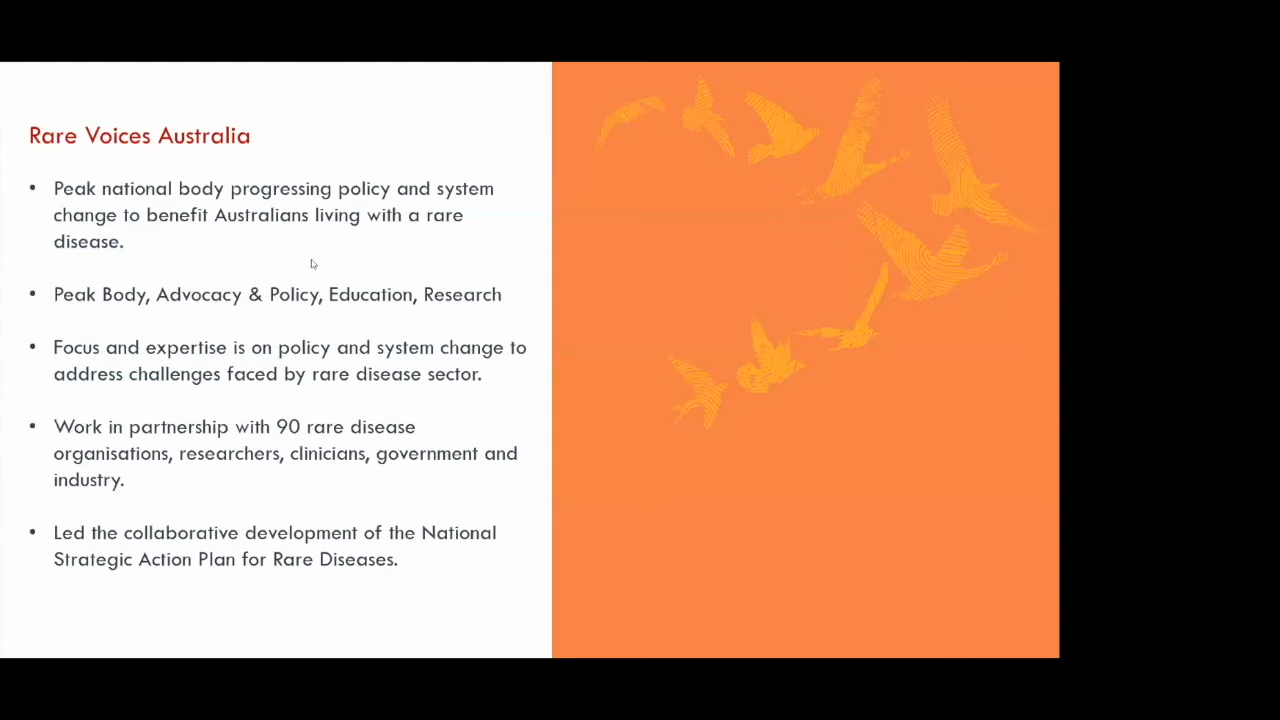 Rare Voices Australia
• Peak national body progressing policy and system
change to benefit Australians living with a rare
disease.
• Peak Body, Advocacy & Policy, Education, Research
• Focus and expertise is on policy and system change to
address challenges faced by rare disease sector.
• Work in partnership with 90 rare disease
organisations, researchers, clinicians, government and
industry.
• Led the collaborative development of the National
Strategic Action Plan for Rare Diseases.